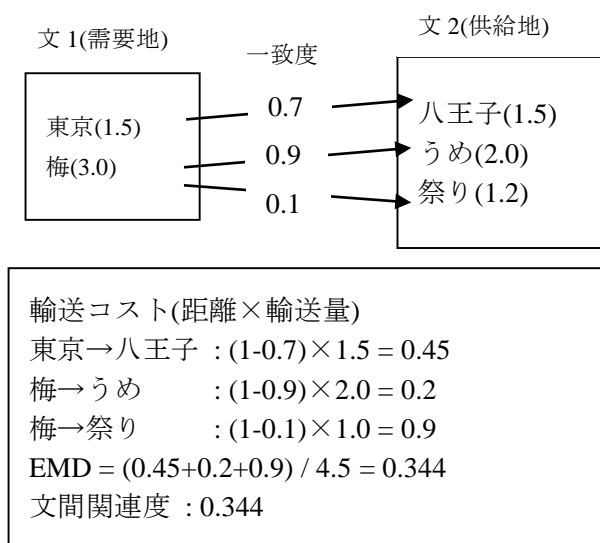 文 1(需要地)
一致度
文 2(供給地)
東京(1.5)
梅(3.0)
0.7
0.9
0.1
八王子(1.5)
うめ(2.0)
祭り(1.2)
輸送コスト(距離×輸送量)
東京→八王子 : (1-0.7)×1.5 = 0.45
梅→うめ : (1-0.9)×2.0 = 0.2
梅→祭り : (1-0.1)×1.0 = 0.9
EMD = (0.45+0.2+0.9) / 4.5 = 0.344
文間関連度 : 0.344